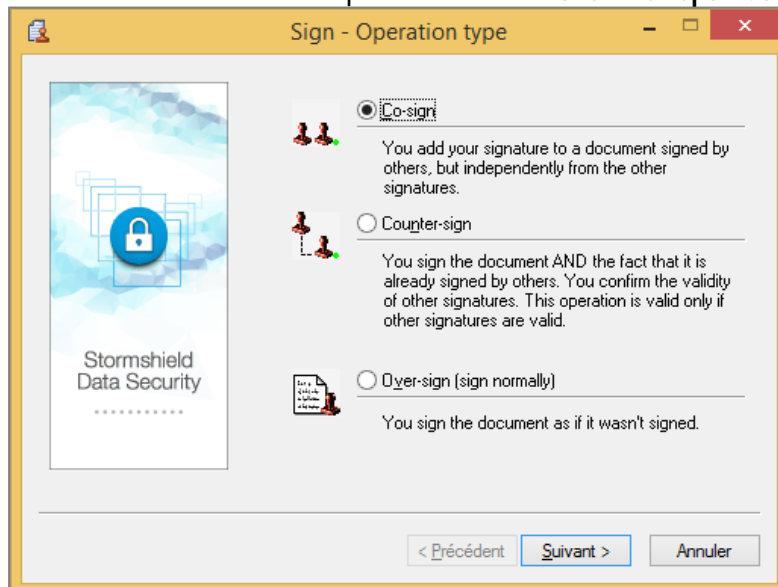 Sign - Operation type
Co-sign
You add your signature to a document signed by
others, but independently from the other
signatures.
Counter-sign
You sign the document AND the fact that it is
already signed by others. You confirm the validity
of other signatures. This operation is valid only if
other signatures are valid.
Over-sign (sign normally)
You sign the document as if it wasn't signed.
Stormshield
Data Security
< Précédent Suivant > Annuler